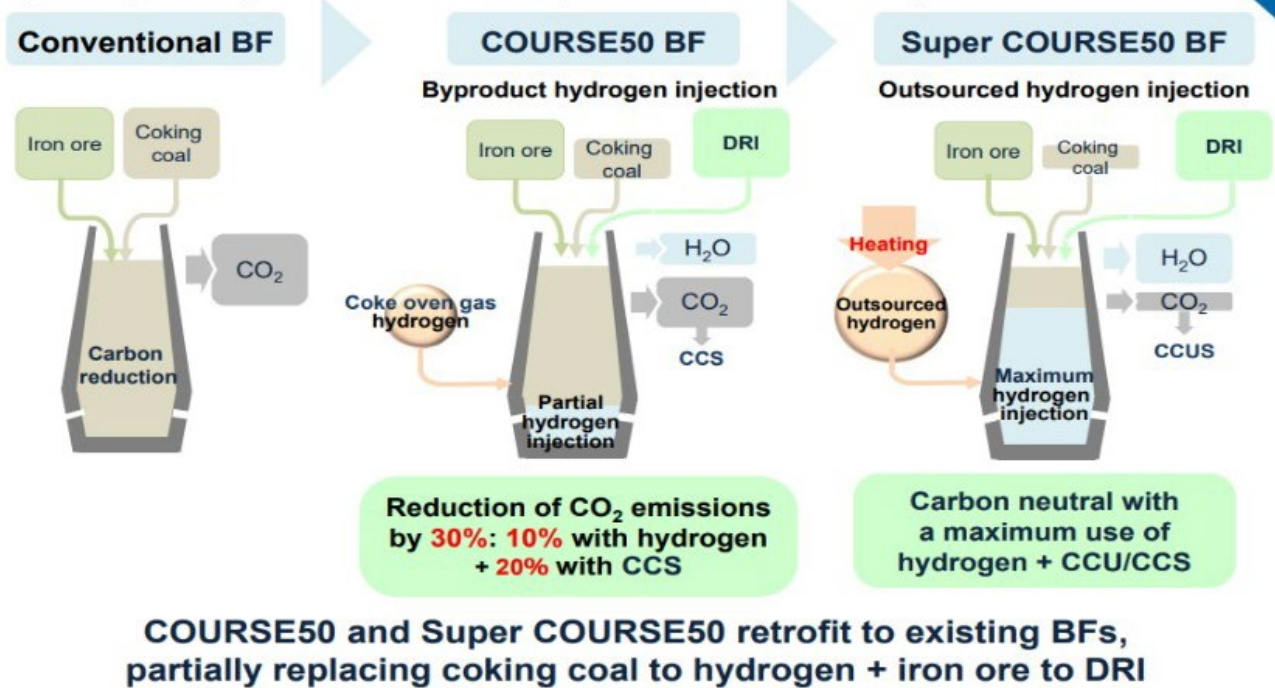 Conventional BF
COURSE50 BF
Super COURSE50 BF
Byproduct hydrogen injection
Outsourced hydrogen injection
Iron ore
Coking
coal
CO₂
Carbon
reduction
Iron ore
Coking
coal
DRI
H₂O
CO₂
CCS
Coke oven gas
hydrogen
Partial
hydrogen
injection
Iron ore
Coking
coal
DRI
Heating
Outsourced
hydrogen
H₂O
CO₂
CCUS
Maximum
hydrogen
injection
Reduction of CO₂ emissions
by 30%: 10% with hydrogen
+ 20% with CCS
Carbon neutral with
a maximum use of
hydrogen + CCU/CCS
COURSE50 and Super COURSE50 retrofit to existing BFs,
partially replacing coking coal to hydrogen + iron ore to DRI